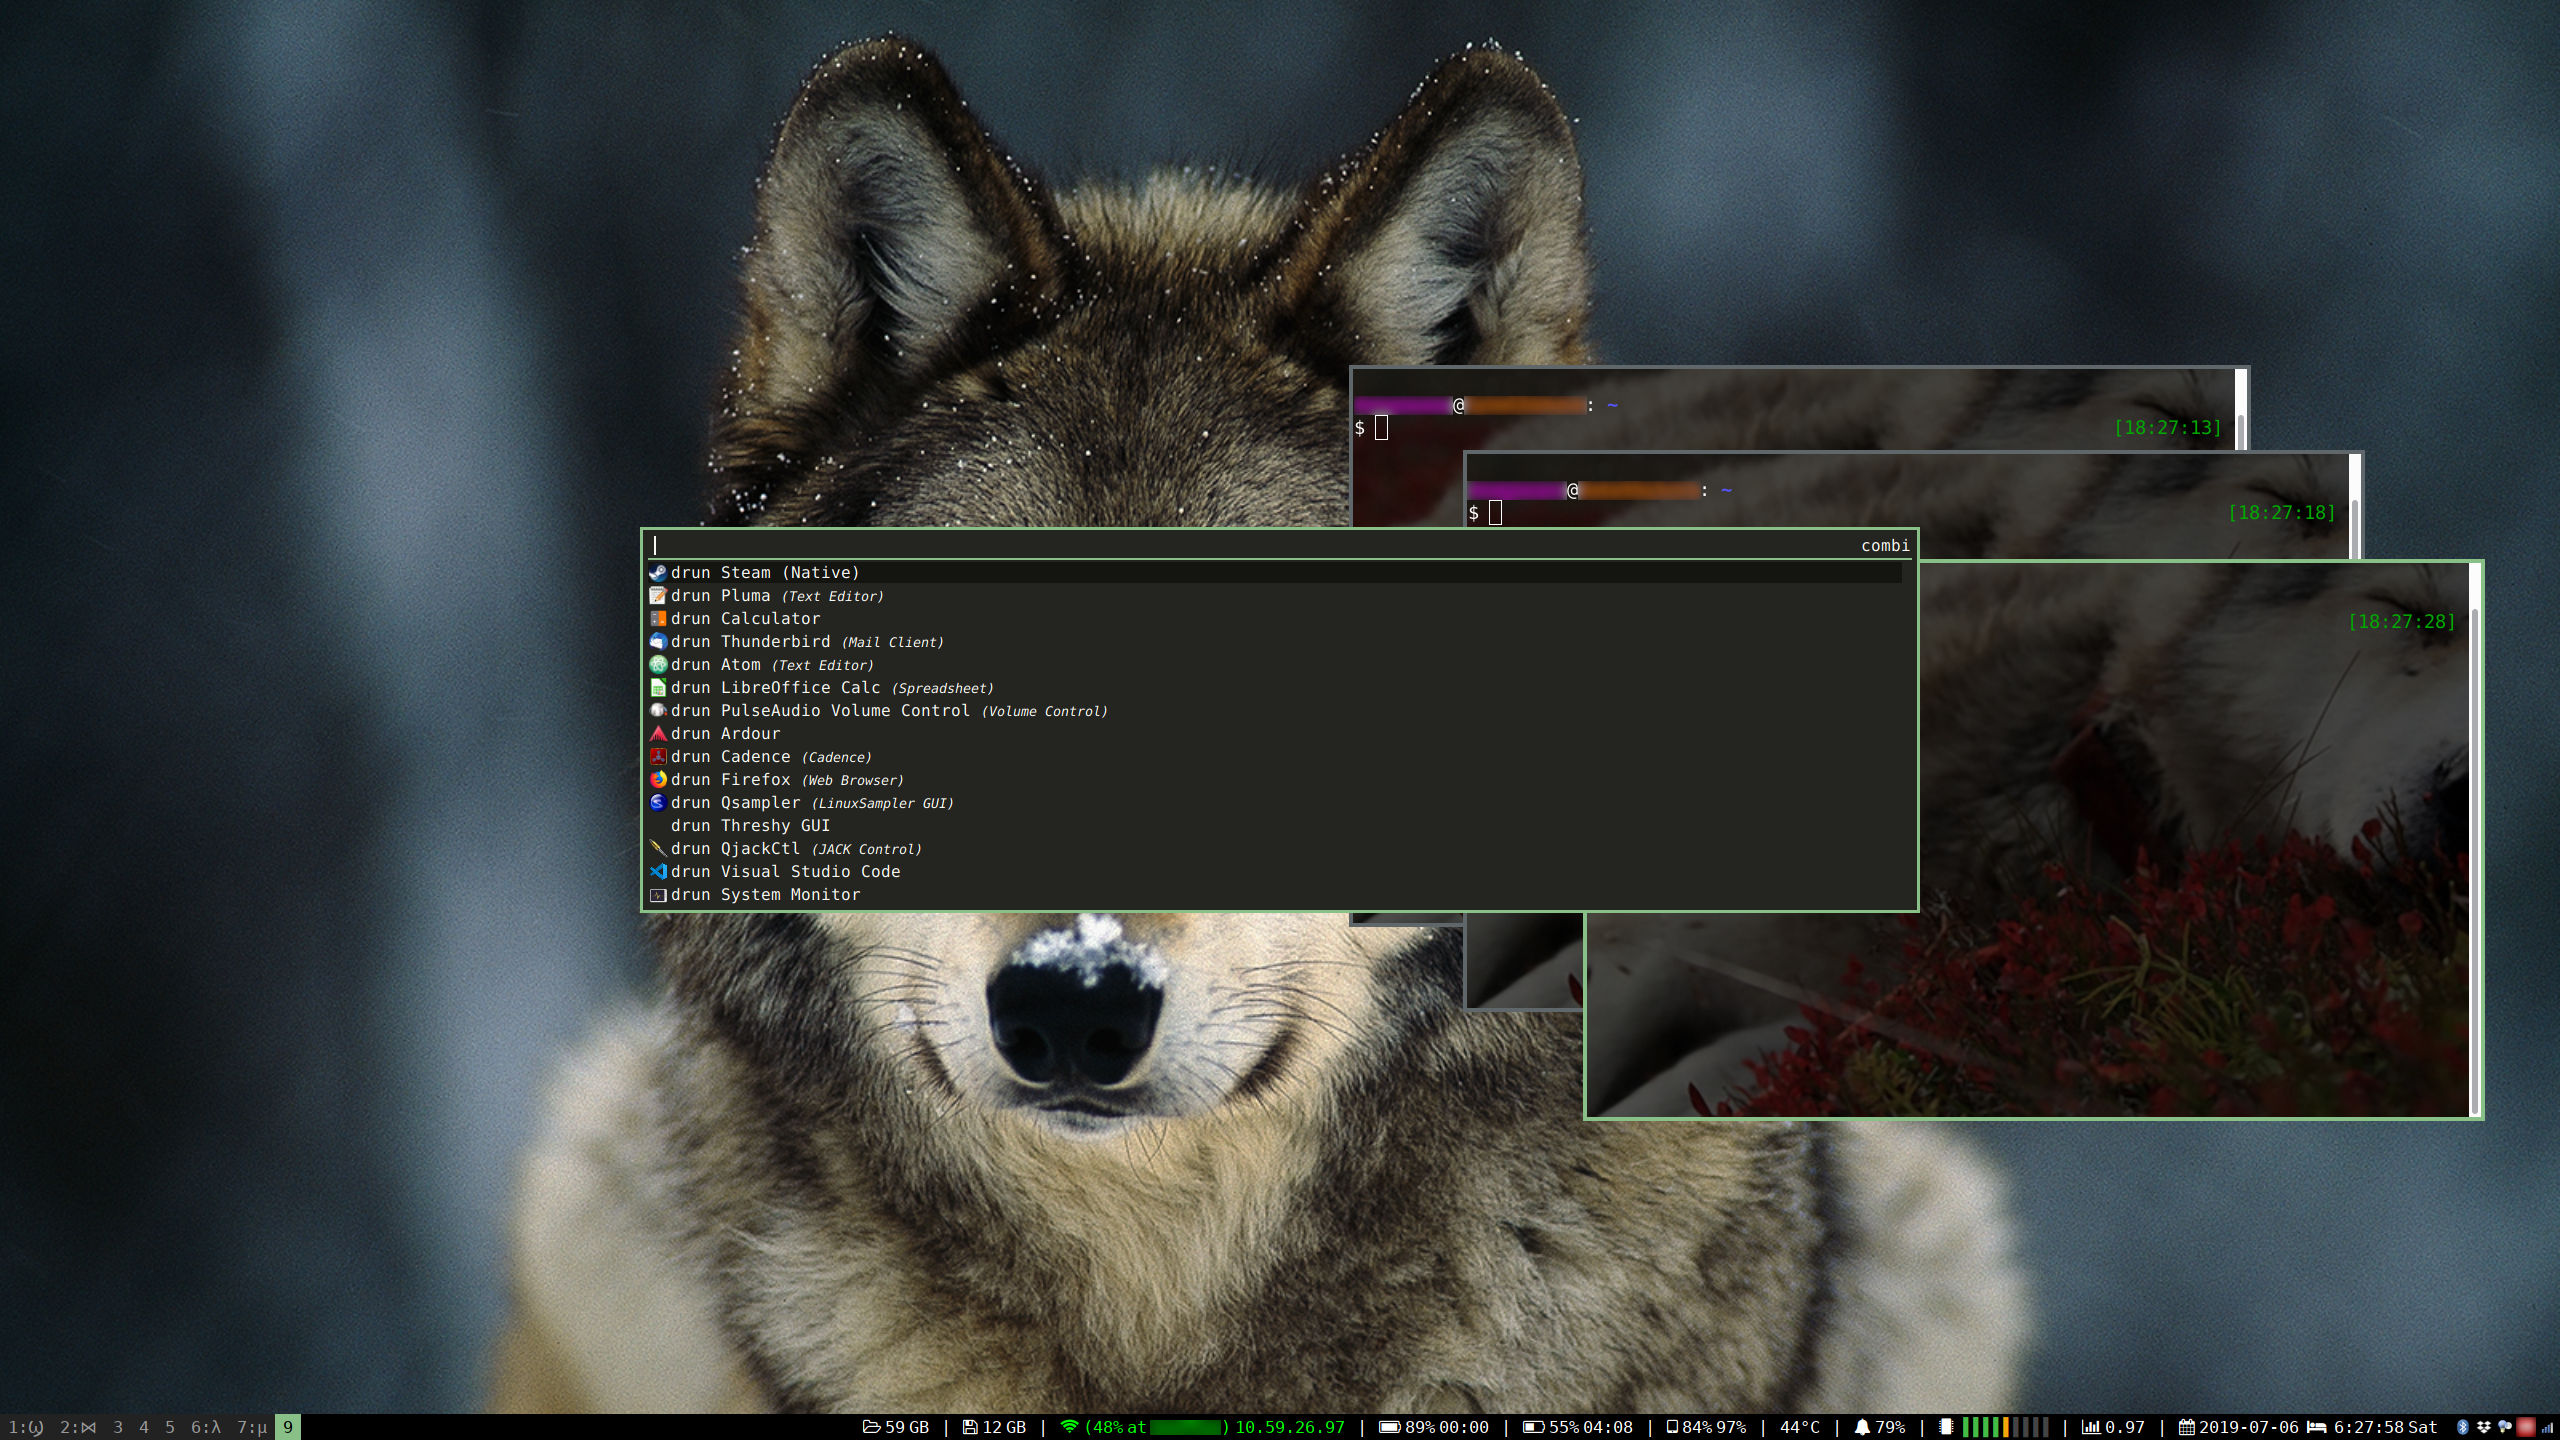 @ : ~
$ [18:27:13]
@ : ~
$ [18:27:18]
combi
drun Steam (Native)
drun Pluma (Text Editor)
drun Calculator
drun Thunderbird (Mail Client)
drun Atom (Text Editor)
drun LibreOffice Calc (Spreadsheet)
drun PulseAudio Volume Control (Volume Control)
drun Ardour
drun Cadence (Cadence)
drun Firefox (Web Browser)
drun Qsampler (LinuxSampler GUI)
drun Threshy GUI
drun QjackCtl (JACK Control)
drun Visual Studio Code
drun System Monitor
[18:27:28]
1:Ѡ 2:⋈ 3 4 5 6:λ 7:μ 9 59 GB | 12 GB | (48% at ) 10.59.26.97 | 89% 00:00 | 55% 04:08 | 84% 97% | 44°C | 79% | | 0.97 | 2019-07-06 6:27:58 Sat